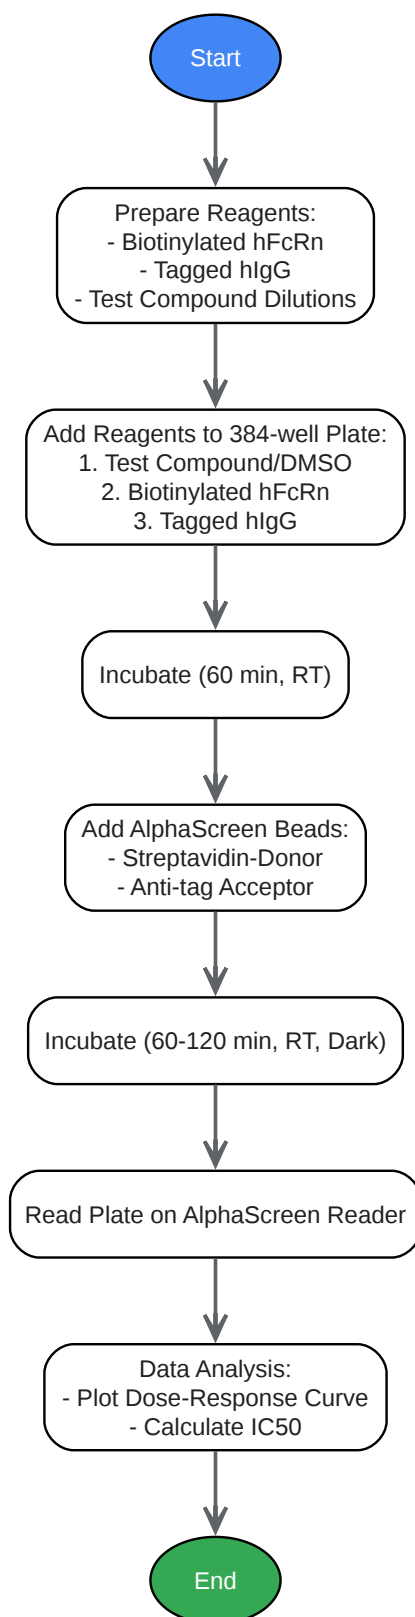 Start
Prepare Reagents:
- Biotinylated hFcRn
- Tagged hIgG
- Test Compound Dilutions
Add Reagents to 384-well Plate:
1. Test Compound/DMSO
2. Biotinylated hFcRn
3. Tagged hIgG
Incubate (60 min, RT)
Add AlphaScreen Beads:
- Streptavidin-Donor
- Anti-tag Acceptor
Incubate (60-120 min, RT, Dark)
Read Plate on AlphaScreen Reader
Data Analysis:
- Plot Dose-Response Curve
- Calculate IC50
End